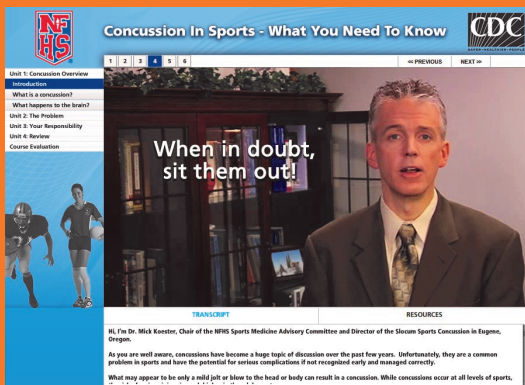 NF
HS
Concussion In Sports - What You Need To Know
CDC
SAFER•HEALTHIER•PEOPLE
1 2 3 4 5 6
<< PREVIOUS
NEXT >>
Unit 1: Concussion Overview
Introduction
What is a concussion?
What happens to the brain?
Unit 2: The Problem
Unit 3: Your Responsibility
Unit 4: Review
Course Evaluation
When in doubt,
sit them out!
TRANSCRIPT
RESOURCES
Hi, I'm Dr. Mick Koester, Chair of the NFHS Sports Medicine Advisory Committee and Director of the Slocum Sports Concussion in Eugene,
Oregon.
As you are well aware, concussions have become a huge topic of discussion over the past few years. Unfortunately, they are a common
problem in sports and have the potential for serious complications if not recognized early and managed correctly.
What may appear to be only a mild jolt or blow to the head or body can result in a concussion. While concussions occur at all levels of sports,